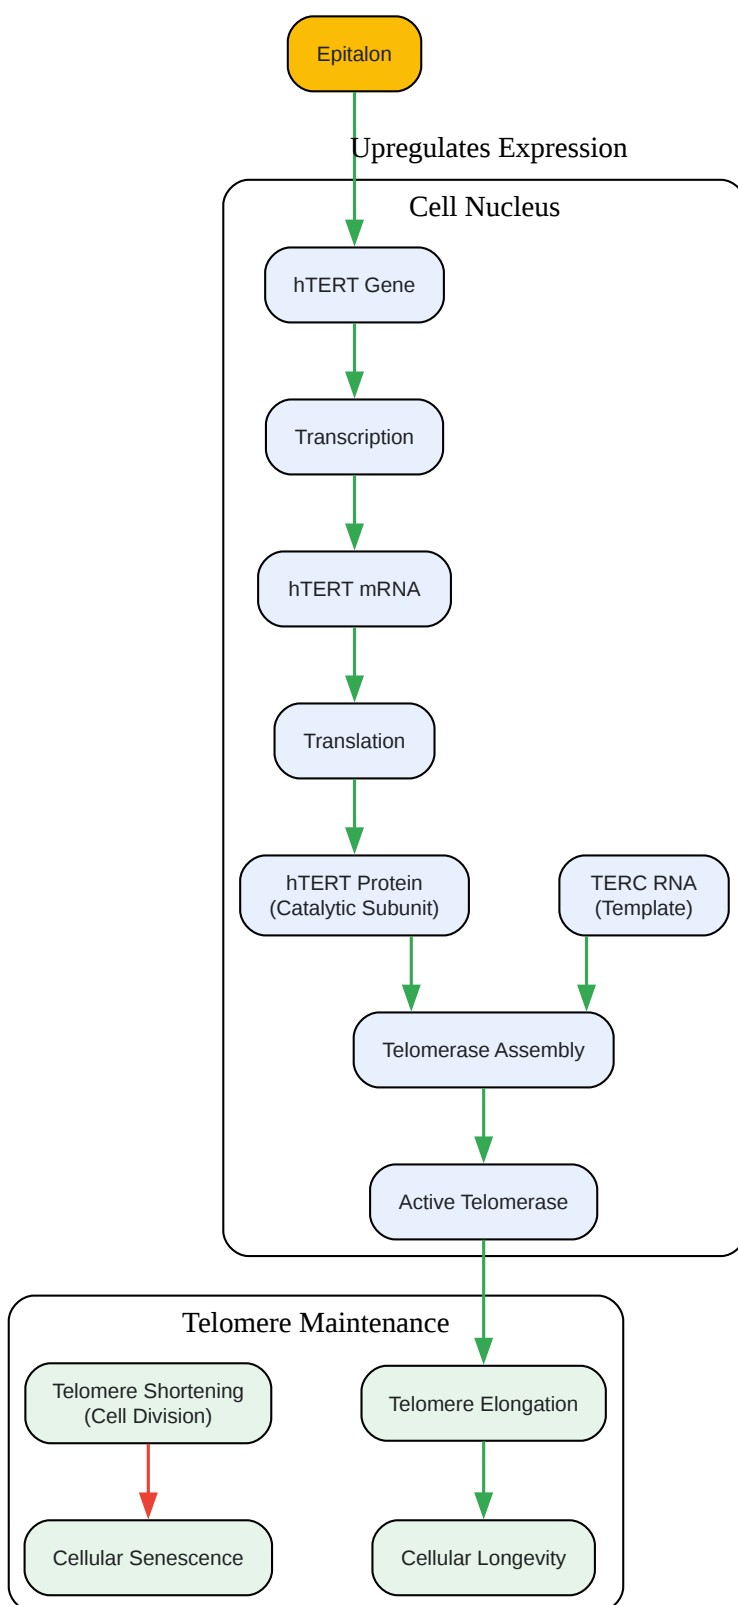 Epitalon
Upregulates Expression
Cell Nucleus
hTERT Gene
Transcription
hTERT mRNA
Translation
hTERT Protein
(Catalytic Subunit)
TERC RNA
(Template)
Telomerase Assembly
Active Telomerase
Telomere Maintenance
Telomere Shortening
(Cell Division)
Telomere Elongation
Cellular Senescence
Cellular Longevity